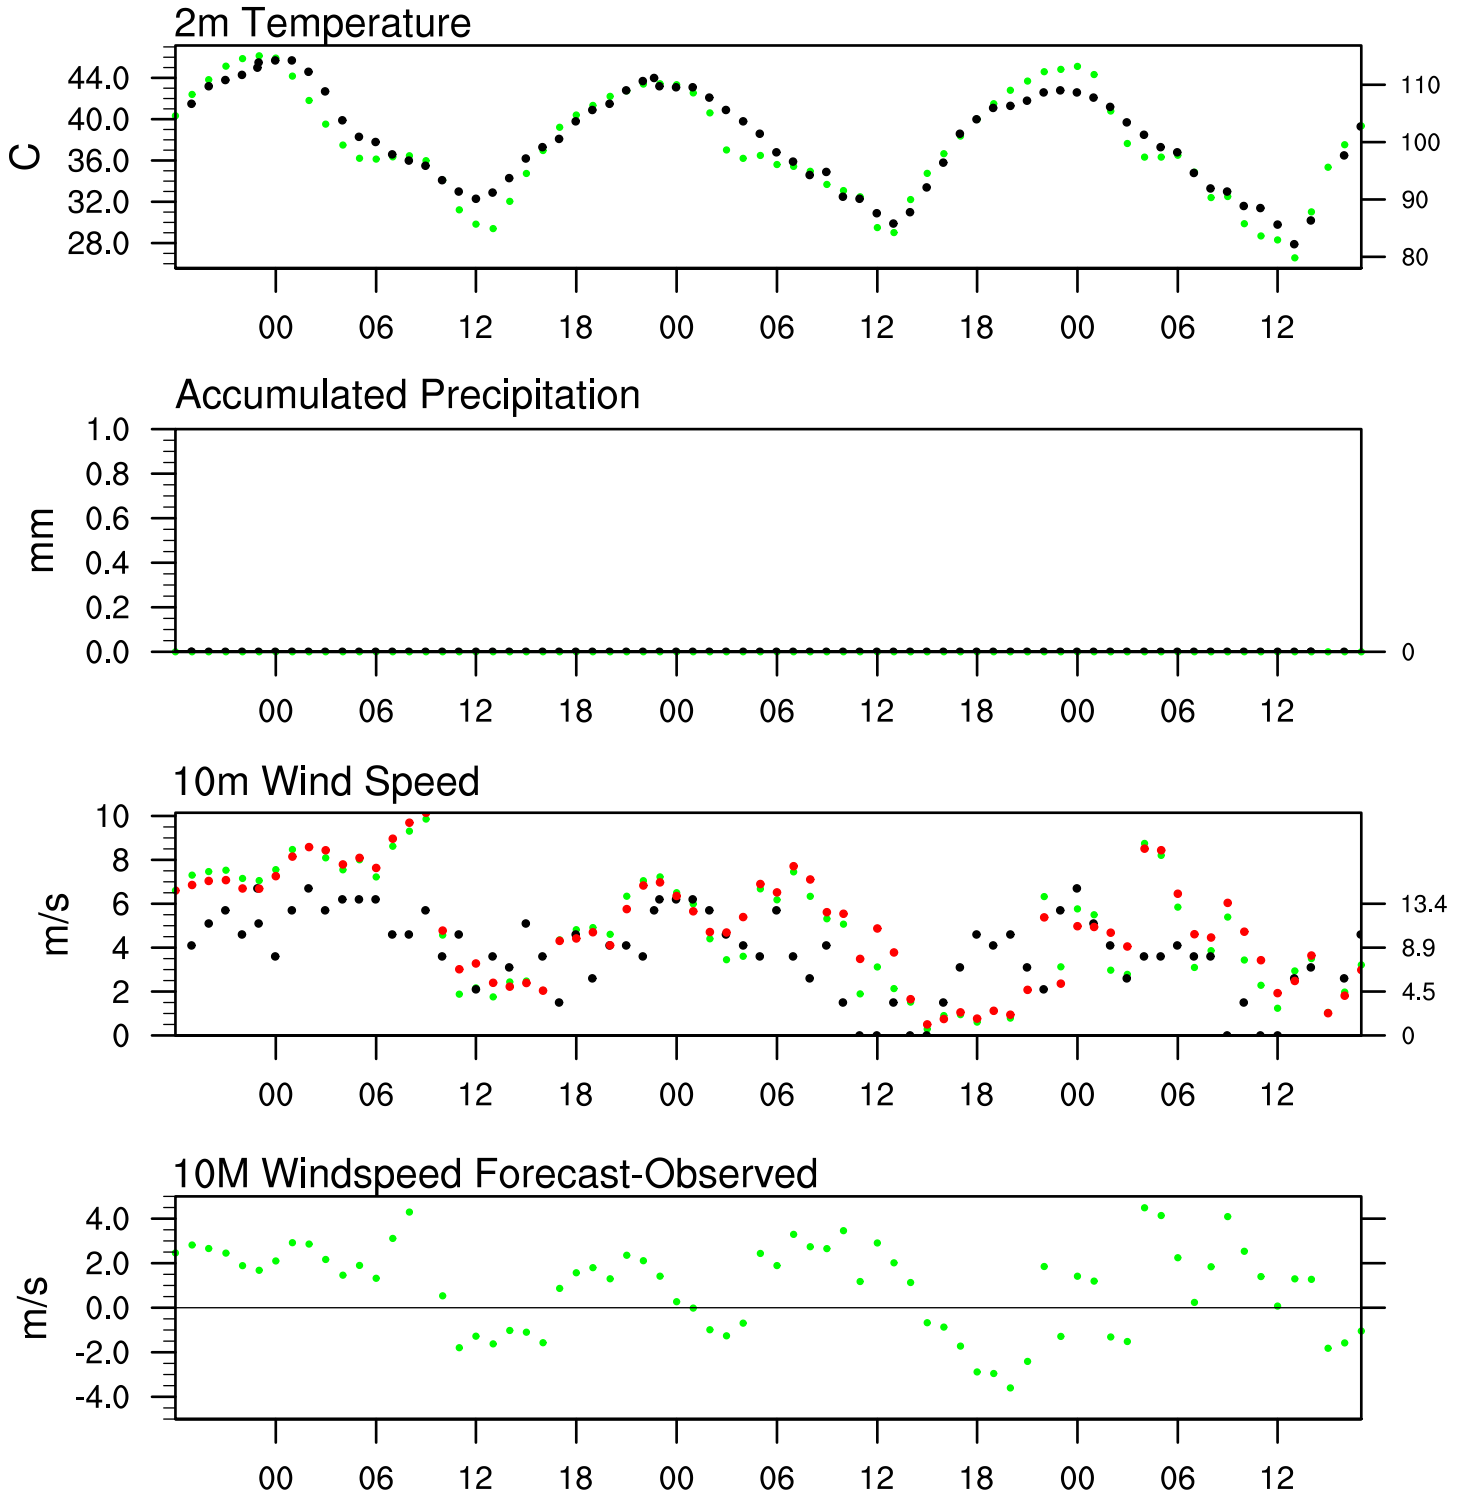 2m Temperature
44.0
40.0
36.0
32.0
28.0
C
110
100
90
80
00 06 12 18 00 06 12 18 00 06 12
Accumulated Precipitation
1.0
0.8
0.6
0.4
0.2
0.0
mm
0
00 06 12 18 00 06 12 18 00 06 12
10m Wind Speed
10
8
6
4
2
0
m/s
13.4
8.9
4.5
0
00 06 12 18 00 06 12 18 00 06 12
10M Windspeed Forecast-Observed
4.0
2.0
0.0
-2.0
-4.0
m/s
00 06 12 18 00 06 12 18 00 06 12